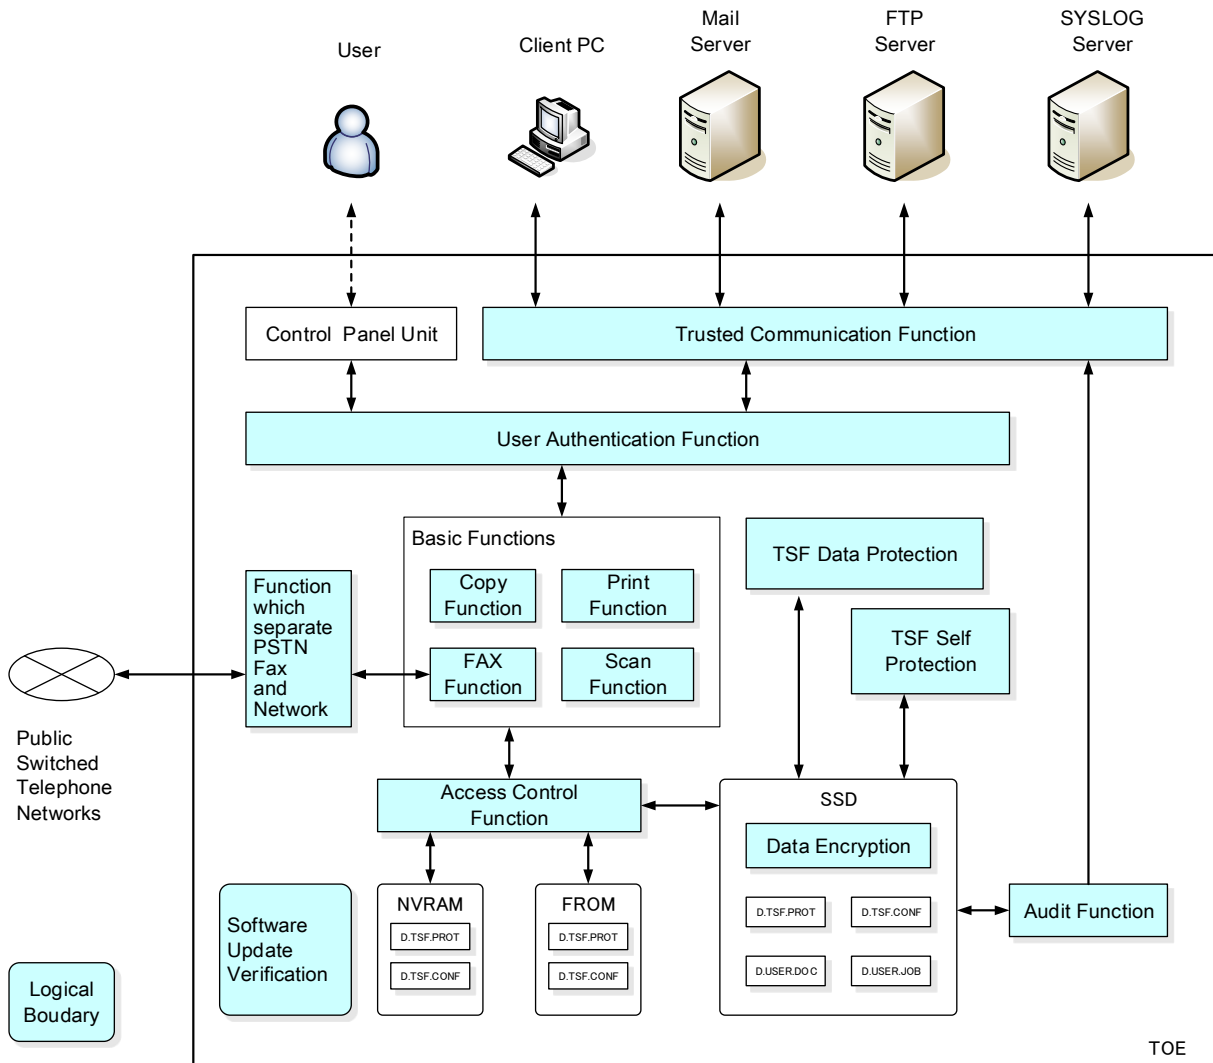 User
Client PC
Mail
Server
FTP
Server
SYSLOG
Server
Control Panel Unit
Trusted Communication Function
User Authentication Function
Basic Functions
Copy
Function
Print
Function
FAX
Function
Scan
Function
TSF Data Protection
TSF Self
Protection
Function
which
separate
PSTN
Fax
and
Network
Public
Switched
Telephone
Networks
Access Control
Function
SSD
Data Encryption
D.TSF.PROT
D.TSF.CONF
D.USER.DOC
D.USER.JOB
Audit Function
NVRAM
D.TSF.PROT
D.TSF.CONF
FROM
D.TSF.PROT
D.TSF.CONF
Software
Update
Verification
Logical
Boudary
TOE